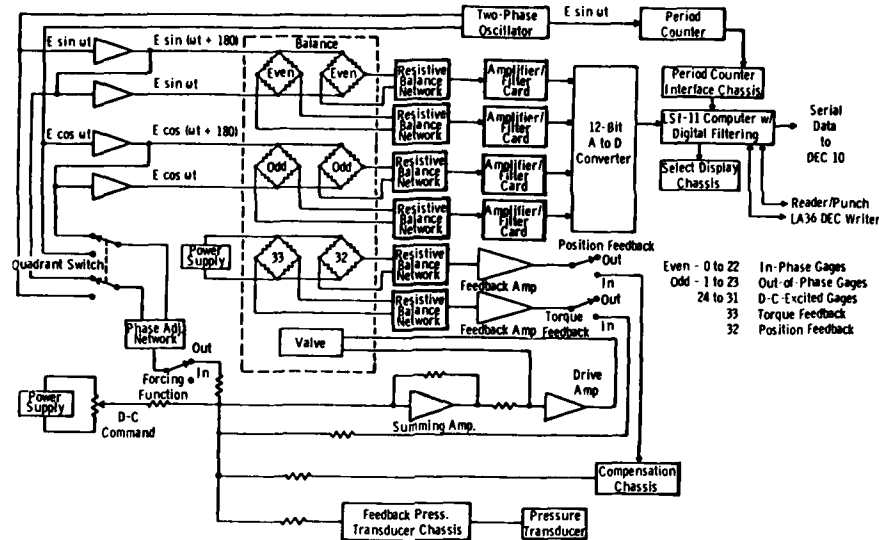 E sin ωt
Two-Phase
Oscillator
E sin ωt
Period
Counter
E sin ωt
E sin (ωt + 180)
Balance
Even
Even
Resistive
Balance
Network
Amplifier/
Filter
Card
Period Counter
Interface Chassis
E sin ωt
Resistive
Balance
Network
Amplifier/
Filter
Card
12-Bit
A to D
Converter
LSI-11 Computer w/
Digital Filtering
Serial
Data
to
DEC 10
E cos ωt
E cos (ωt + 180)
Odd
Odd
Resistive
Balance
Network
Amplifier/
Filter
Card
Select Display
Chassis
E cos ωt
Resistive
Balance
Network
Amplifier/
Filter
Card
Reader/Punch
LA36 DEC Writer
Quadrant Switch
Power
Supply
33
32
Resistive
Balance
Network
Feedback Amp
Position Feedback
Out
In
Resistive
Balance
Network
Feedback Amp
Torque
Feedback
Out
In
Even - 0 to 22 In-Phase Gages
Odd - 1 to 23 Out-of-Phase Gages
24 to 31 D-C-Excited Gages
33 Torque Feedback
32 Position Feedback
Phase Adj.
Network
Valve
Out
In
Forcing
Function
Drive
Amp
Power
Supply
D-C
Command
Summing Amp.
Compensation
Chassis
Feedback Press.
Transducer Chassis
Pressure
Transducer